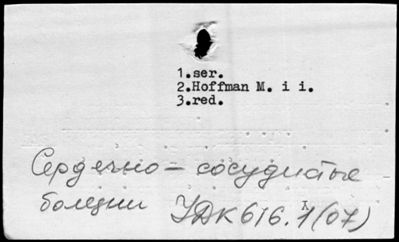 1.ser.
2.Hoffman M. i i.
3.red.
Сердечно - сосудистые
болезни УДК 616.1(07)